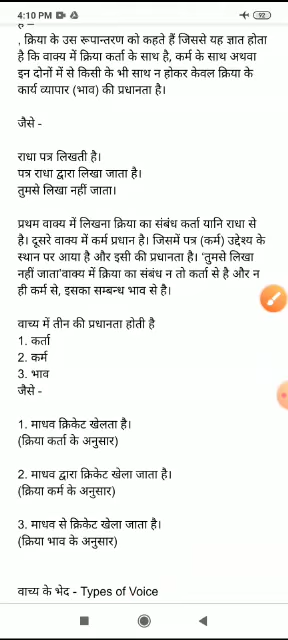 4:10 PM
92
है –
, क्रिया के उस रूपान्तरण को कहते हैं जिससे यह ज्ञात होता
है कि वाक्य में क्रिया कर्ता के साथ है, कर्म के साथ अथवा
इन दोनों में से किसी के भी साथ न होकर केवल क्रिया के
कार्य व्यापार (भाव) की प्रधानता है।
जैसे -
राधा पत्र लिखती है।
पत्र राधा द्वारा लिखा जाता है।
तुमसे लिखा नहीं जाता।
प्रथम वाक्य में लिखना क्रिया का संबंध कर्ता यानि राधा से
है। दूसरे वाक्य में कर्म प्रधान है। जिसमें पत्र (कर्म) उद्देश्य के
स्थान पर आया है और इसी की प्रधानता है। 'तुमसे लिखा
नहीं जाता'वाक्य में क्रिया का संबंध न तो कर्ता से है और न
ही कर्म से, इसका सम्बन्ध भाव से है।
वाच्य में तीन की प्रधानता होती है
1. कर्ता
2. कर्म
3. भाव
जैसे -
1. माधव क्रिकेट खेलता है।
(क्रिया कर्ता के अनुसार)
2. माधव द्वारा क्रिकेट खेला जाता है।
(क्रिया कर्म के अनुसार)
3. माधव से क्रिकेट खेला जाता है।
(क्रिया भाव के अनुसार)
वाच्य के भेद - Types of Voice